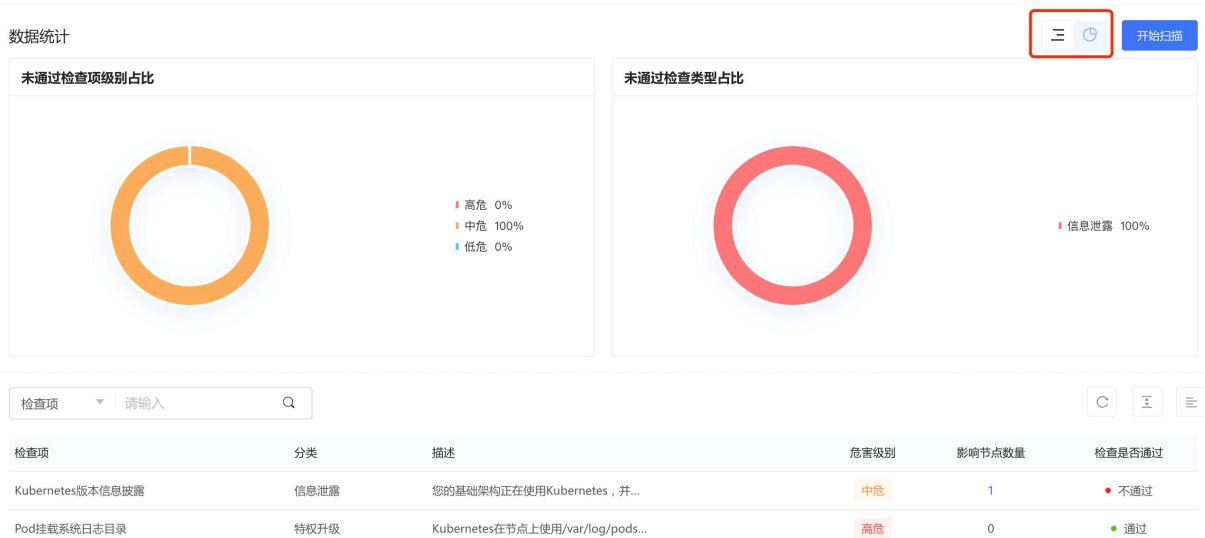 数据统计
开始扫描
未通过检查项级别占比
未通过检查类型占比
高危 0%
中危 100%
低危 0%
信息泄露 100%
检查项 请输入
检查项 分类 描述 危害级别 影响节点数量 检查是否通过
Kubernetes版本信息披露 信息泄露 您的基础架构正在使用Kubernetes，并... 中危 1 不通过
Pod挂载系统日志目录 特权升级 Kubernetes在节点上使用/var/log/pods... 高危 0 通过